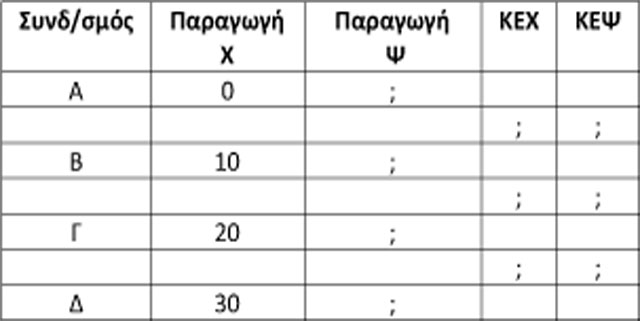 Συνδ/σμός Παραγωγή Χ Παραγωγή Ψ ΚΕΧ ΚΕΨ
Α 0 ;
; ;
Β 10 ;
; ;
Γ 20 ;
; ;
Δ 30 ;